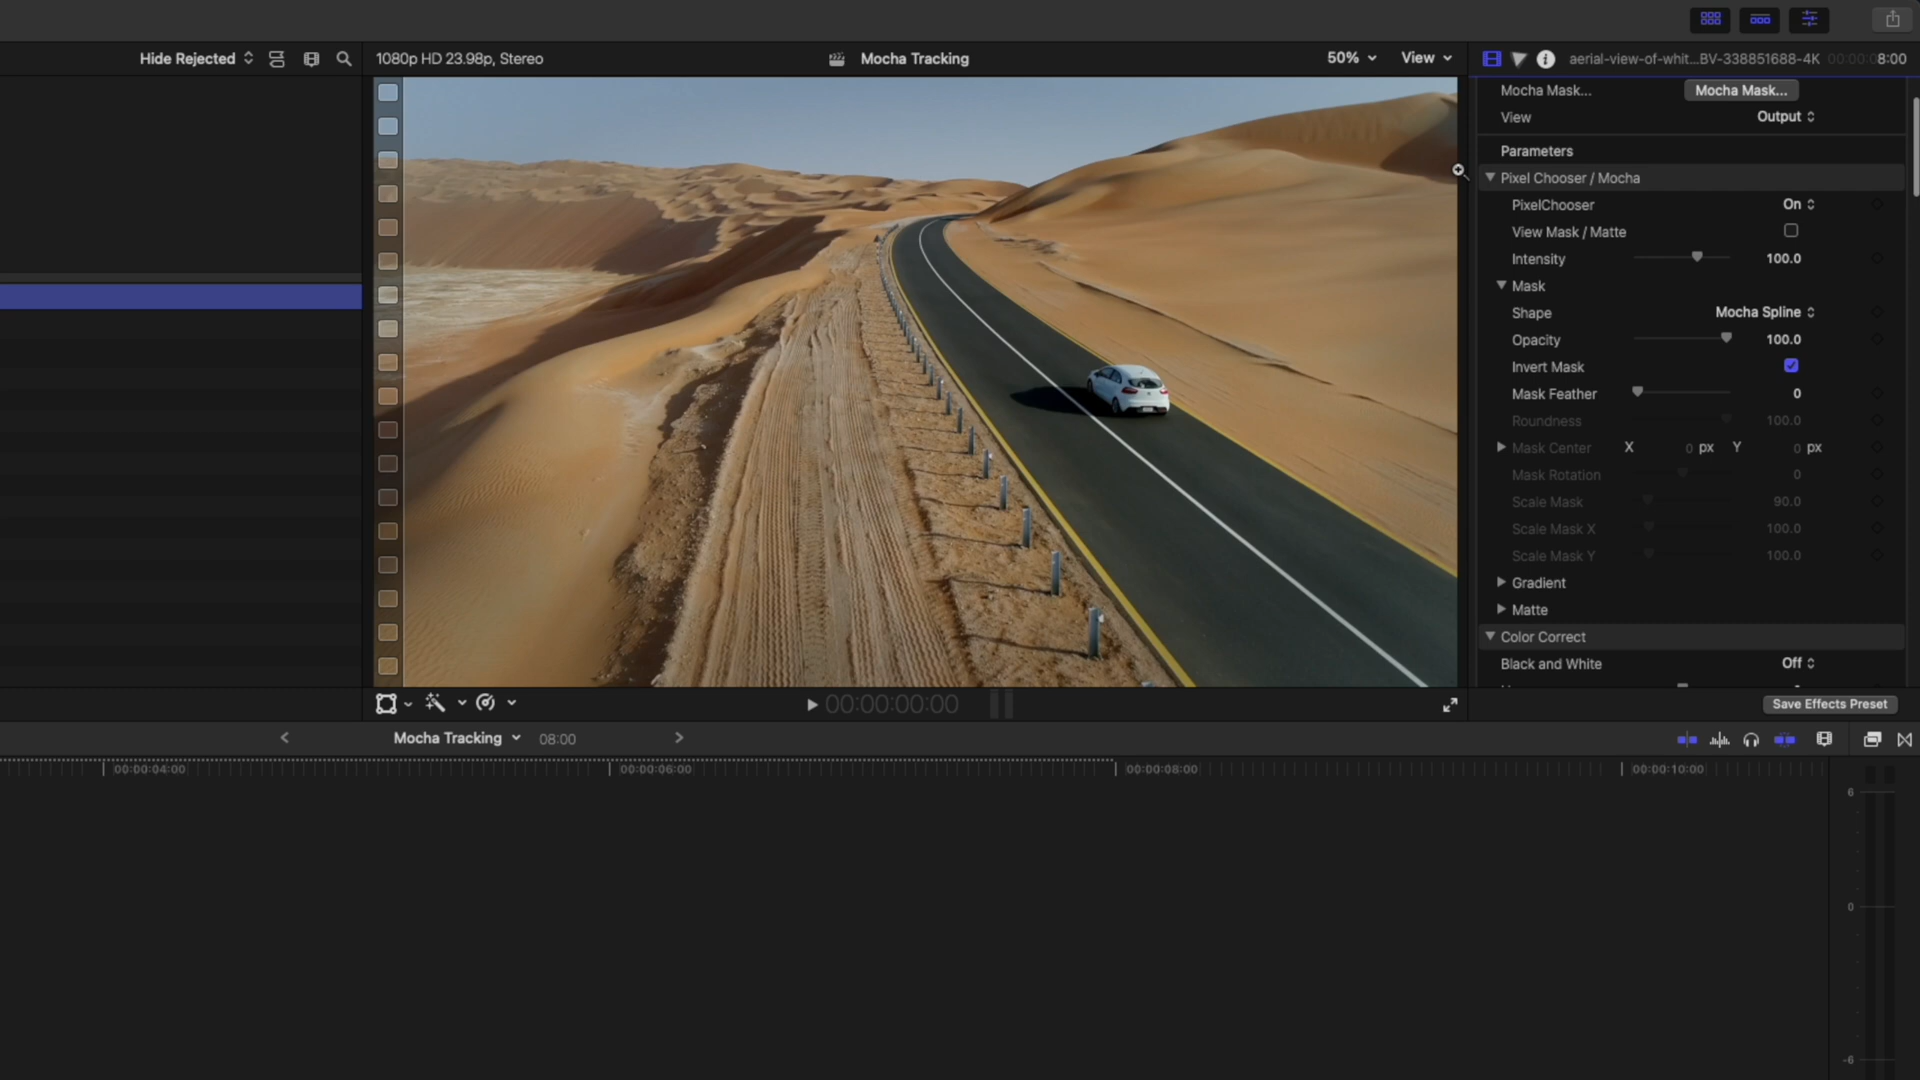 Hide Rejected
1080p HD 23.98p, Stereo
Mocha Tracking
50%
View
aerial-view-of-whit...BV-338851688-4K
00:00:08:00
Mocha Mask...
Mocha Mask...
View
Output
Parameters
Pixel Chooser / Mocha
PixelChooser
On
View Mask / Matte
Intensity
100.0
Mask
Shape
Mocha Spline
Opacity
100.0
Invert Mask
Mask Feather
0
Roundness
100.0
Mask Center
X 0 px Y 0 px
Mask Rotation
0
Scale Mask
90.0
Scale Mask X
100.0
Scale Mask Y
100.0
Gradient
Matte
Color Correct
Black and White
Off
00:00:00:00
Save Effects Preset
Mocha Tracking
08:00
00:00:04:00
00:00:06:00
00:00:08:00
00:00:10:00
6
0
-6